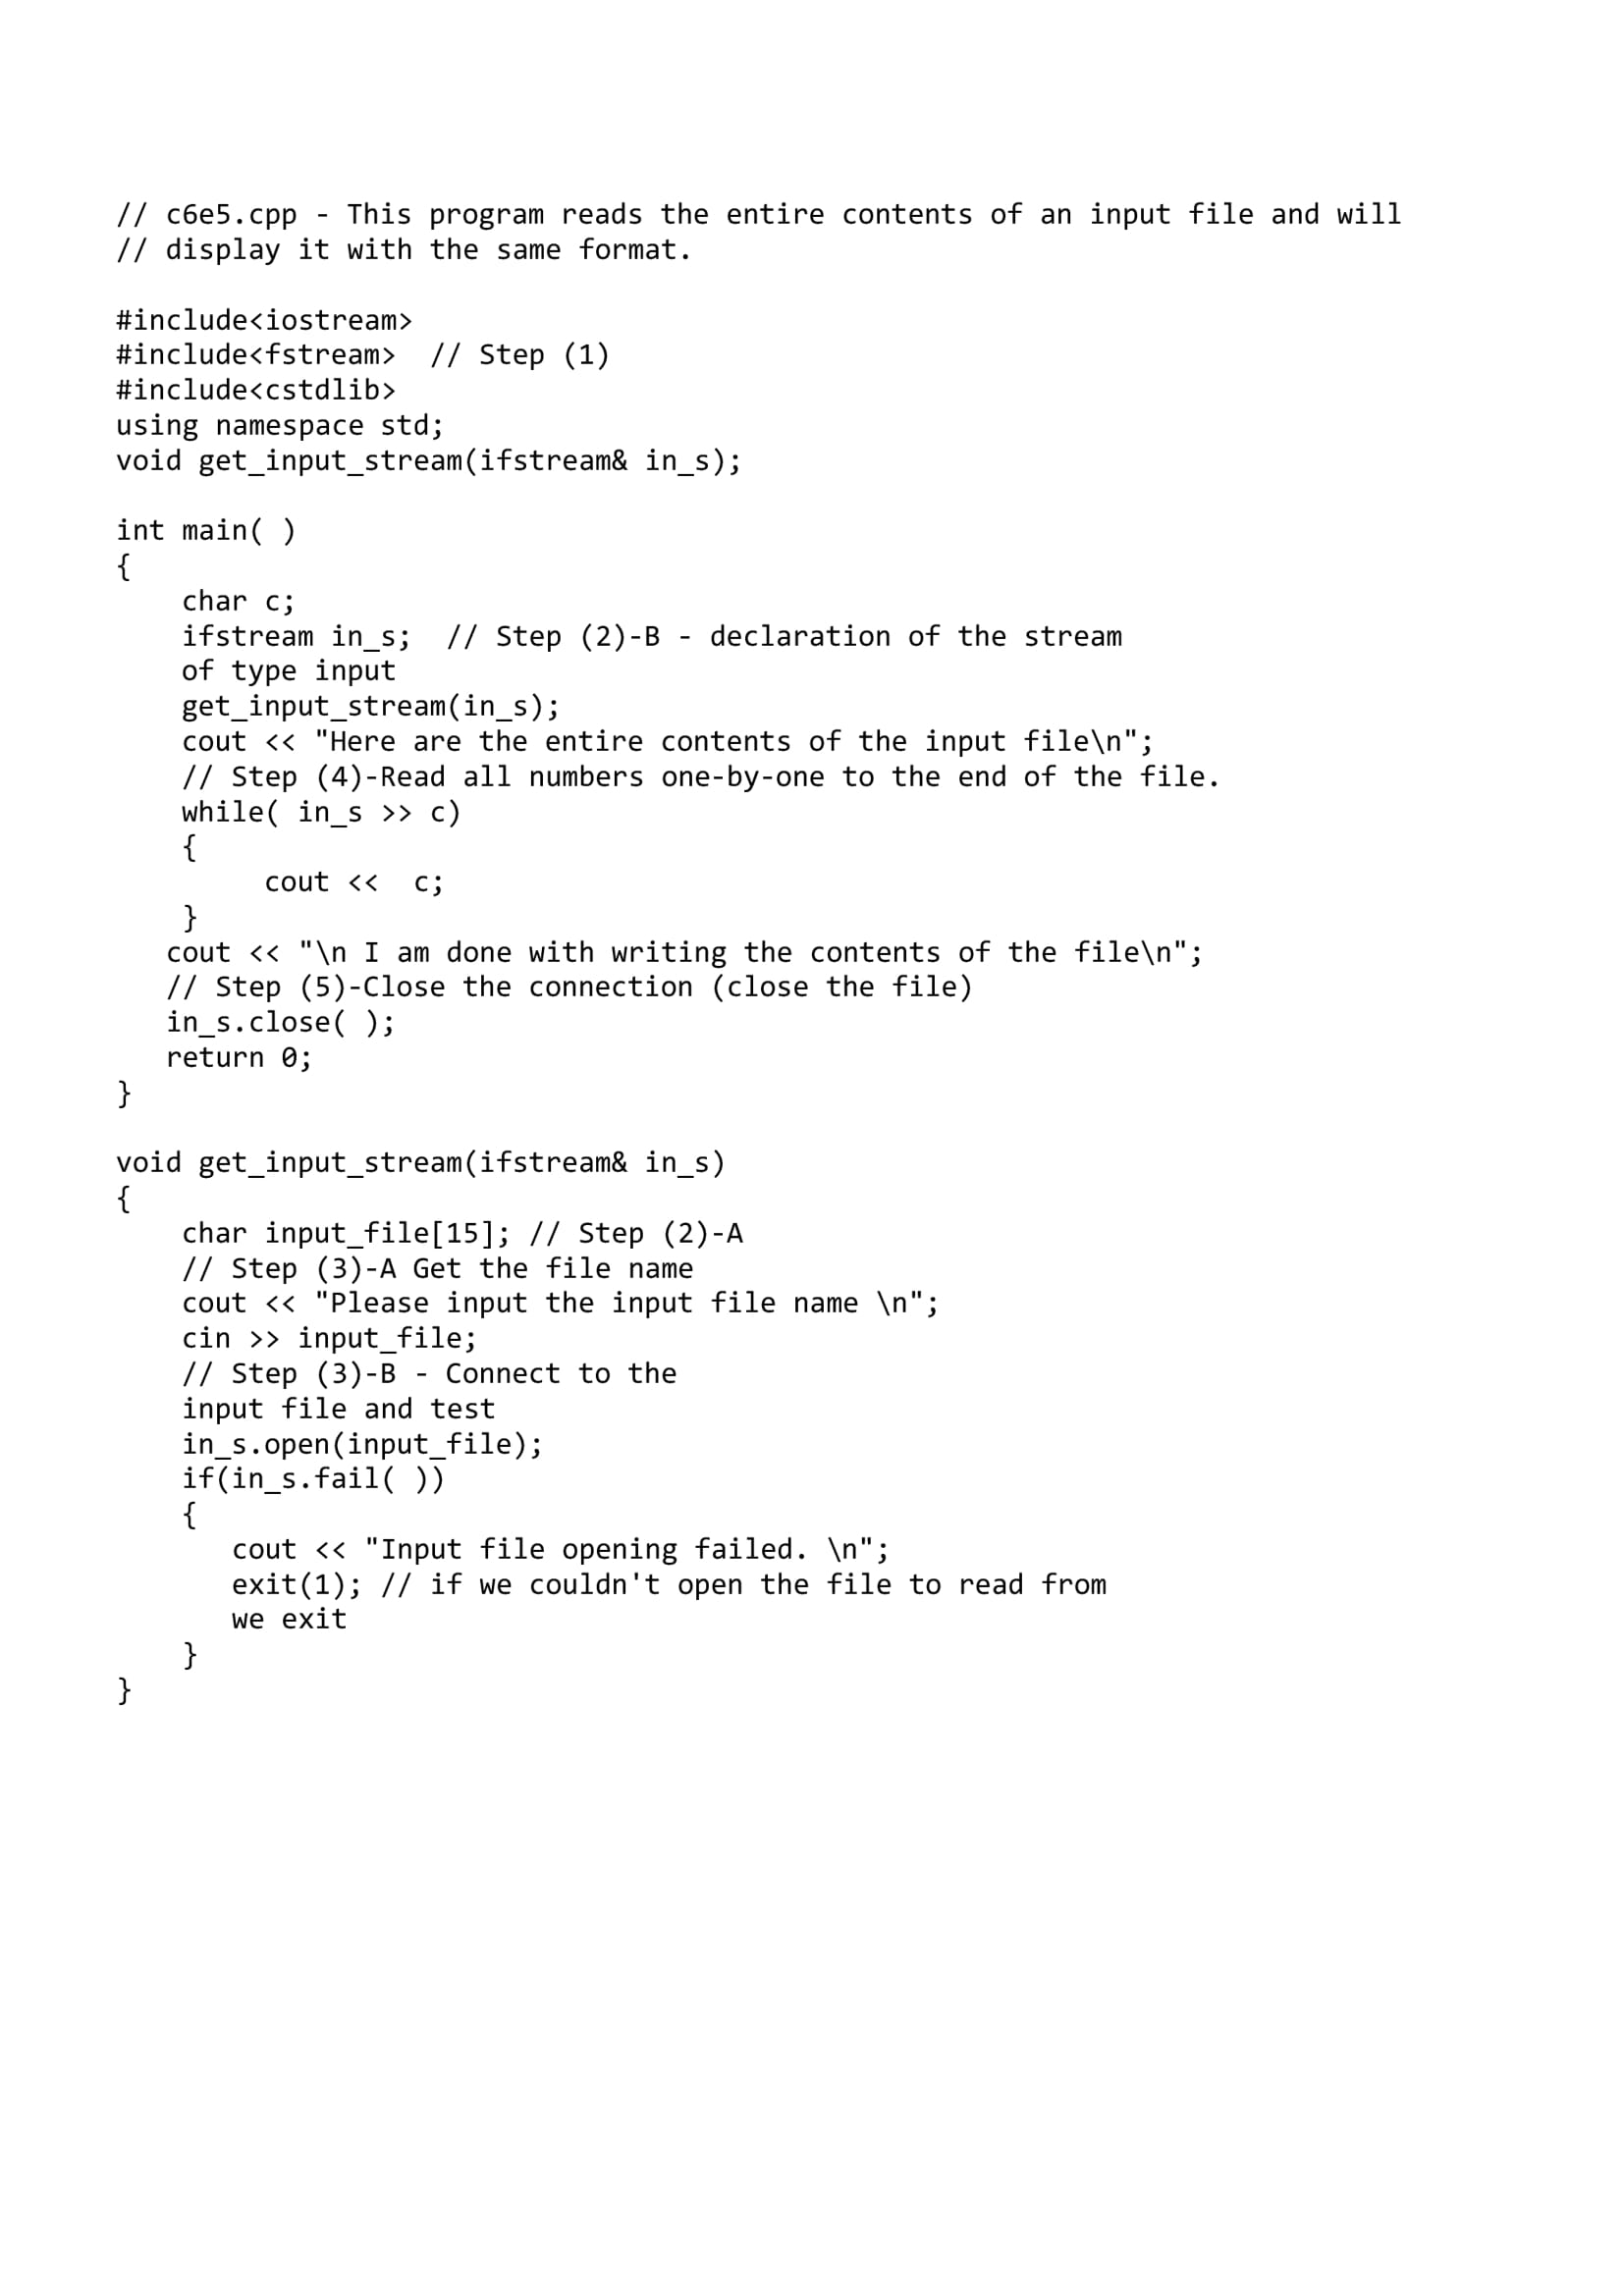 // c6e5.cpp - This program reads the entire contents of an input file and will
// display it with the same format.

#include<iostream>
#include<fstream>  // Step (1)
#include<cstdlib>
using namespace std;
void get_input_stream(ifstream& in_s);

int main( )
{
    char c;
    ifstream in_s;  // Step (2)-B - declaration of the stream
    of type input
    get_input_stream(in_s);
    cout << "Here are the entire contents of the input file\n";
    // Step (4)-Read all numbers one-by-one to the end of the file.
    while( in_s >> c)
    {
         cout <<  c;
    }
   cout << "\n I am done with writing the contents of the file\n";
   // Step (5)-Close the connection (close the file)
   in_s.close( );
   return 0;
}

void get_input_stream(ifstream& in_s)
{
    char input_file[15]; // Step (2)-A
    // Step (3)-A Get the file name
    cout << "Please input the input file name \n";
    cin >> input_file;
    // Step (3)-B - Connect to the
    input file and test
    in_s.open(input_file);
    if(in_s.fail( ))
    {
       cout << "Input file opening failed. \n";
       exit(1); // if we couldn't open the file to read from
       we exit
    }
}